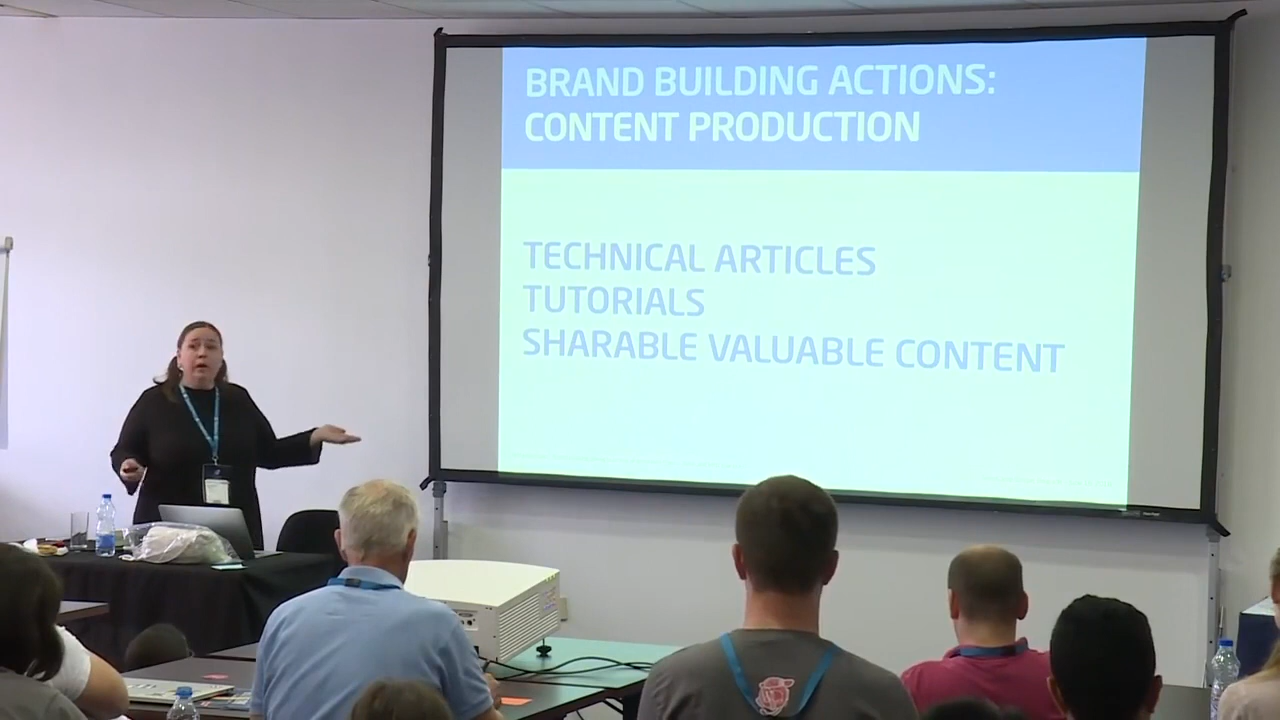 BRAND BUILDING ACTIONS:
CONTENT PRODUCTION
TECHNICAL ARTICLES
TUTORIALS
SHARABLE VALUABLE CONTENT